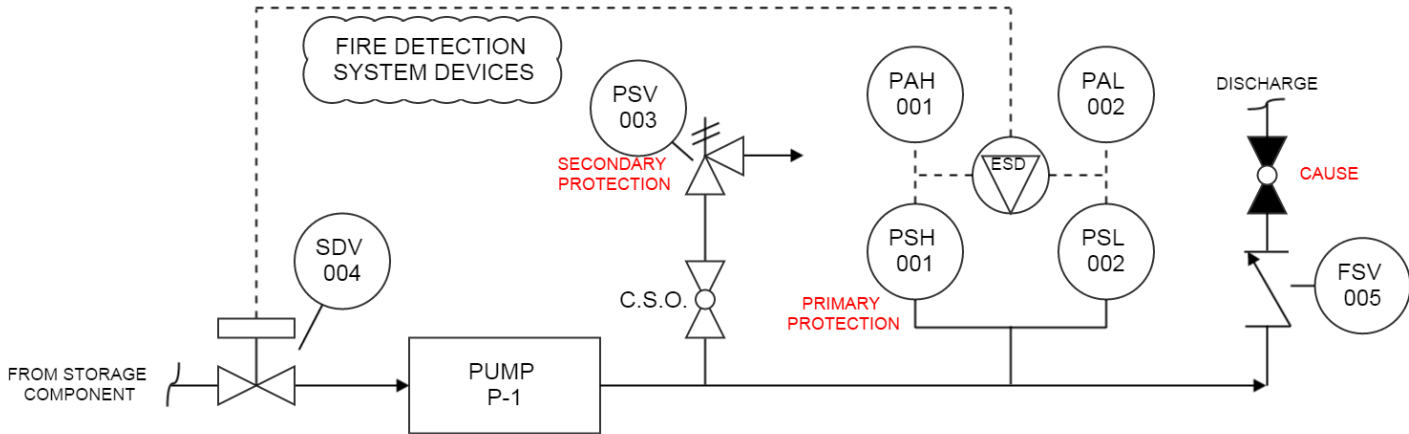 FIRE DETECTION
SYSTEM DEVICES
PSV
003
SECONDARY
PROTECTION
PAH
001
PAL
002
ESD
DISCHARGE
CAUSE
SDV
004
C.S.O.
PSH
001
PSL
002
PRIMARY
PROTECTION
FSV
005
FROM STORAGE
COMPONENT
PUMP
P-1